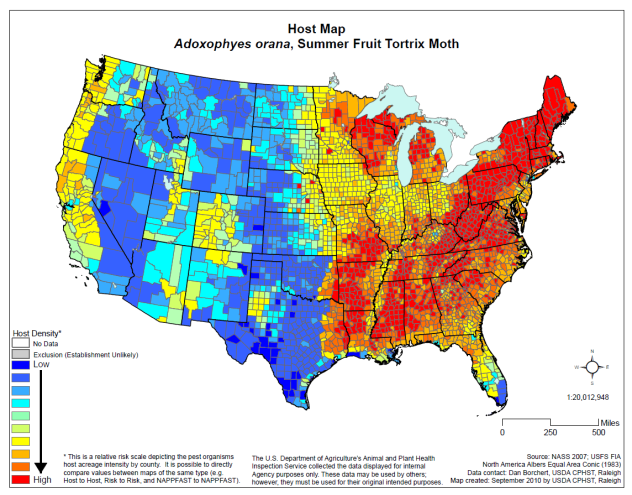 Host Map
Adoxophyes orana, Summer Fruit Tortrix Moth
Host Density*
No Data
Exclusion (Establishment Unlikely)
Low
High
* This is a relative risk scale depicting the pest organisms
host acreage intensity by county. It is possible to directly
compare values between maps of the same type (e.g.
Host to Host, Risk to Risk, and NAPPFAST to NAPPFAST).
The U.S. Department of Agriculture's Animal and Plant Health
Inspection Service collected the data displayed for internal
Agency purposes only. These data may be used by others;
however, they must be used for their original intended purposes.
N
W E
S
1:20,012,948
Miles
0 250 500
Source: NASS 2007; USFS FIA
North America Albers Equal Area Conic (1983)
Data contact: Dan Borchert, USDA CPHST, Raleigh
Map created: September 2010 by USDA CPHST, Raleigh